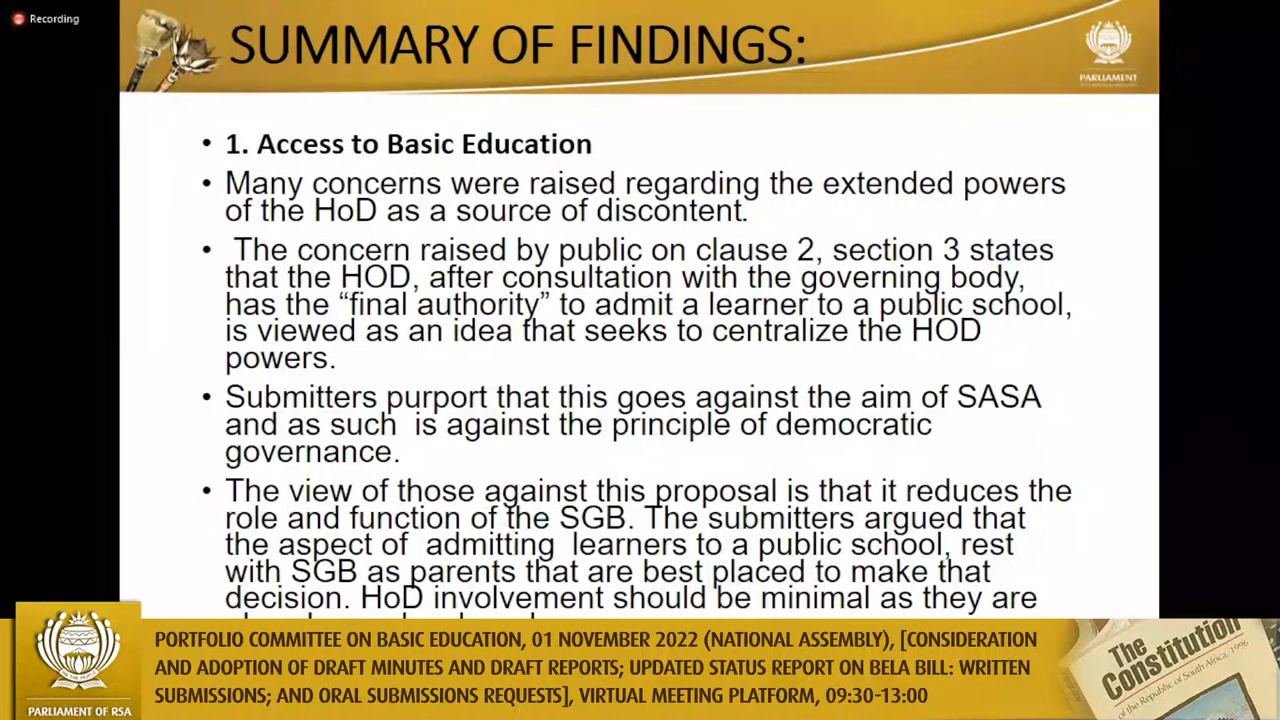 Recording
SUMMARY OF FINDINGS:
PARLIAMENT
• 1. Access to Basic Education
• Many concerns were raised regarding the extended powers
of the HoD as a source of discontent.
• The concern raised by public on clause 2, section 3 states
that the HOD, after consultation with the governing body,
has the “final authority” to admit a learner to a public school,
is viewed as an idea that seeks to centralize the HOD
powers.
• Submitters purport that this goes against the aim of SASA
and as such is against the principle of democratic
governance.
• The view of those against this proposal is that it reduces the
role and function of the SGB. The submitters argued that
the aspect of admitting learners to a public school, rest
with SGB as parents that are best placed to make that
decision. HoD involvement should be minimal as they are
PORTFOLIO COMMITTEE ON BASIC EDUCATION, 01 NOVEMBER 2022 (NATIONAL ASSEMBLY), [CONSIDERATION
AND ADOPTION OF DRAFT MINUTES AND DRAFT REPORTS; UPDATED STATUS REPORT ON BELA BILL: WRITTEN
SUBMISSIONS; AND ORAL SUBMISSIONS REQUESTS], VIRTUAL MEETING PLATFORM, 09:30-13:00
PARLIAMENT OF RSA
The
Constitution
of the Republic of South Africa, 1996